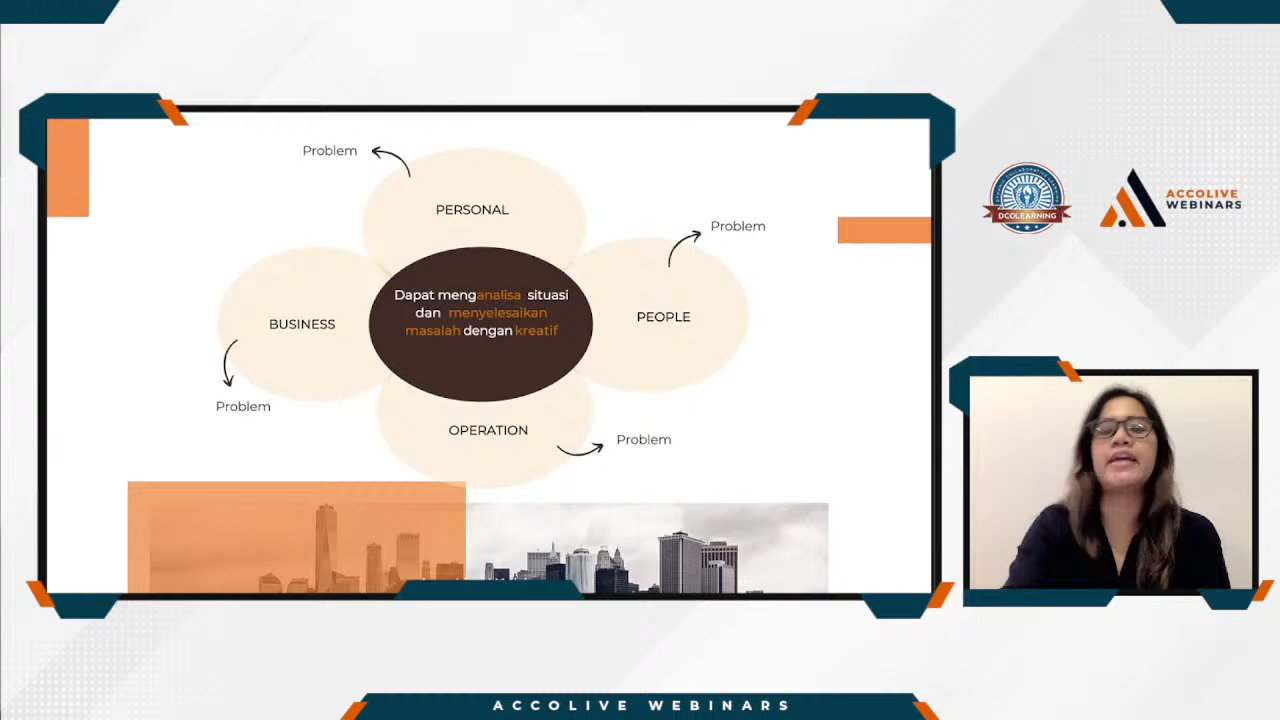 Problem
PERSONAL
Problem
Dapat menganalisa situasi
dan menyelesaikan
masalah dengan kreatif
BUSINESS
PEOPLE
Problem
OPERATION
Problem
DCOLEARNING
ACCOLIVE
WEBINARS
ACCOLIVE WEBINARS